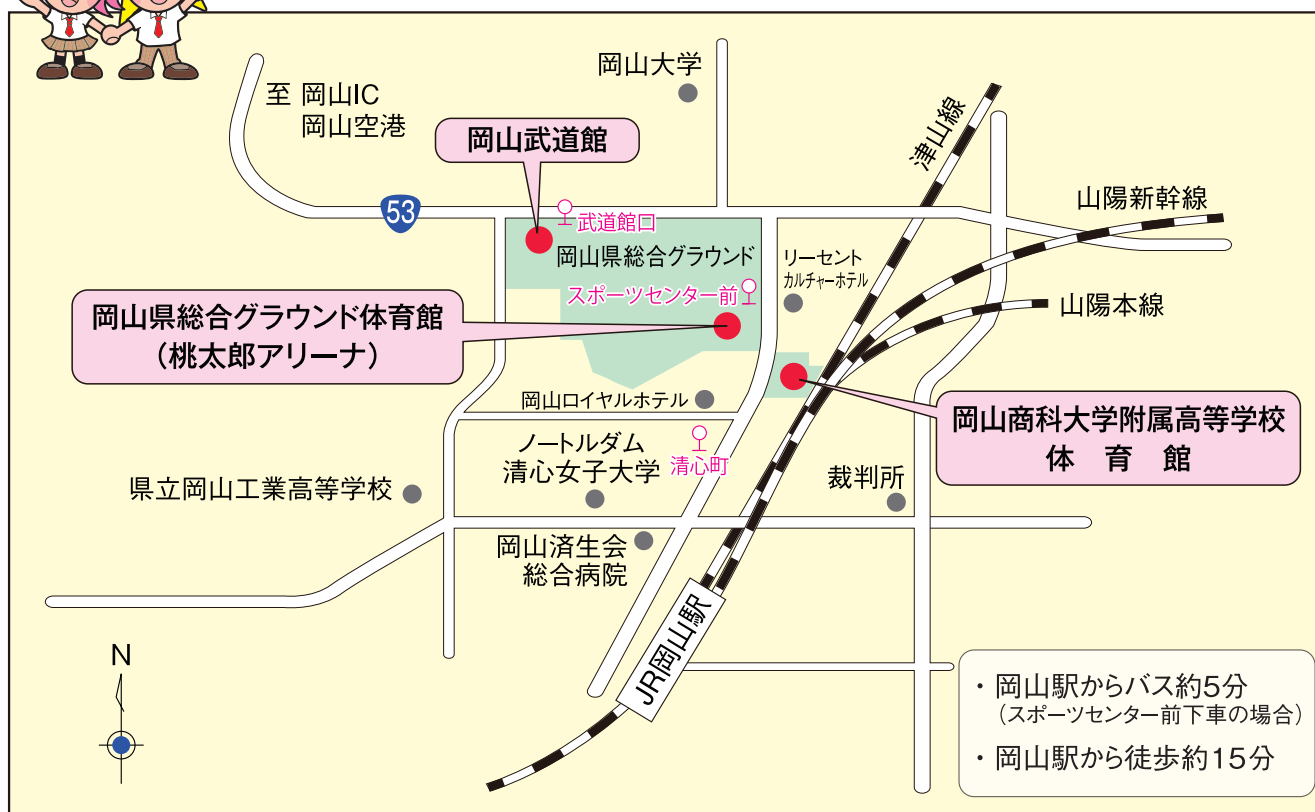 岡山大学
至 岡山IC
岡山空港
津山線
岡山武道館
53
山陽新幹線
武道館口
岡山県総合グラウンド
リーセント
カルチャーホテル
スポーツセンター前
岡山県総合グラウンド体育館
(桃太郎アリーナ)
山陽本線
岡山ロイヤルホテル
岡山商科大学附属高等学校
体 育 館
ノートルダム
清心女子大学
清心町
裁判所
県立岡山工業高等学校
岡山済生会
総合病院
JR岡山駅
N
・ 岡山駅からバス約5分
(スポーツセンター前下車の場合)
・ 岡山駅から徒歩約15分